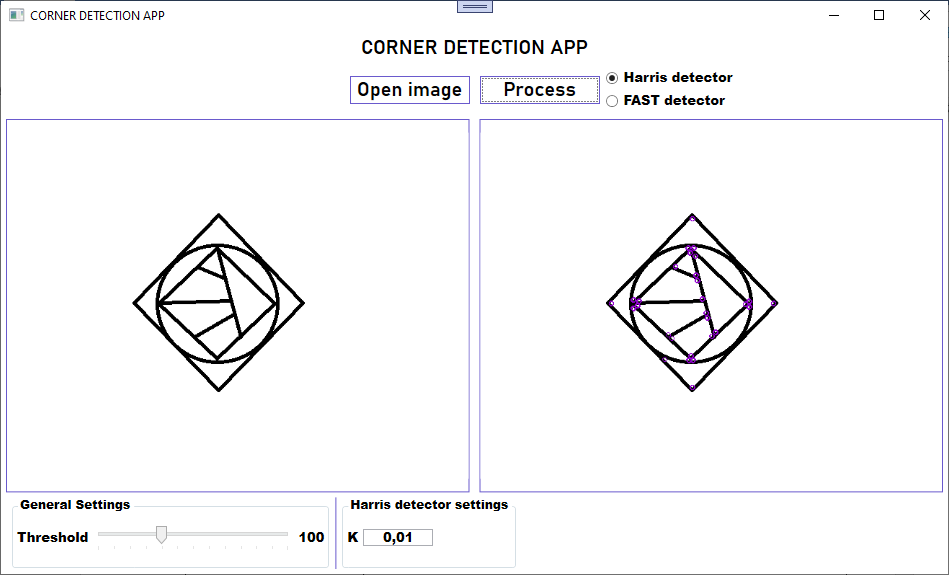 CORNER DETECTION APP
CORNER DETECTION APP
Open image
Process
Harris detector
FAST detector
General Settings
Threshold
100
Harris detector settings
K
0,01